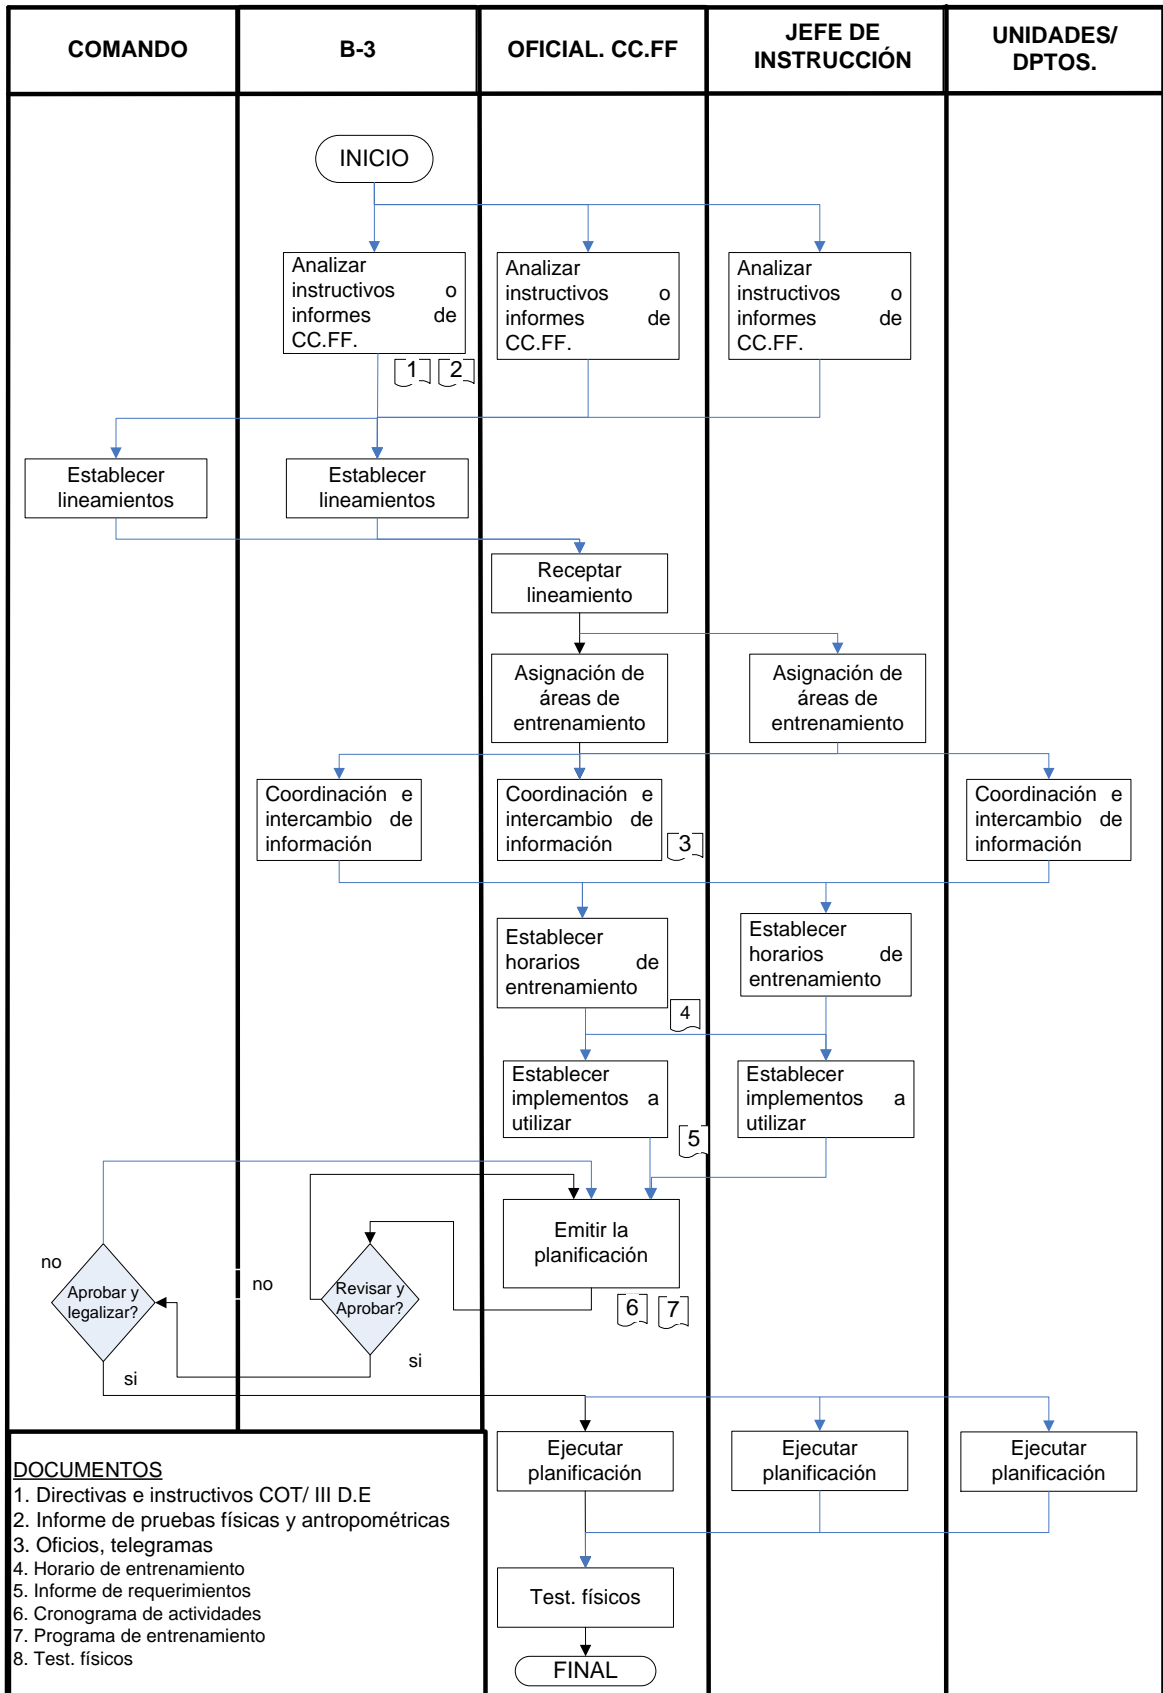 COMANDO
B-3
OFICIAL. CC.FF
JEFE DE
INSTRUCCIÓN
UNIDADES/
DPTOS.
INICIO
Analizar
instructivos o
informes de
CC.FF.
Analizar
instructivos o
informes de
CC.FF.
Analizar
instructivos o
informes de
CC.FF.
1
2
Establecer
lineamientos
Establecer
lineamientos
Receptar
lineamiento
Asignación de
áreas de
entrenamiento
Asignación de
áreas de
entrenamiento
Coordinación e
intercambio de
información
Coordinación e
intercambio de
información
3
Coordinación e
intercambio de
información
Establecer
horarios de
entrenamiento
4
Establecer
horarios de
entrenamiento
Establecer
implementos a
utilizar
5
Establecer
implementos a
utilizar
Emitir la
planificación
6
7
no
Aprobar y
legalizar?
si
no
Revisar y
Aprobar?
si
Ejecutar
planificación
Ejecutar
planificación
Ejecutar
planificación
Test. físicos
FINAL
DOCUMENTOS
1. Directivas e instructivos COT/ III D.E
2. Informe de pruebas físicas y antropométricas
3. Oficios, telegramas
4. Horario de entrenamiento
5. Informe de requerimientos
6. Cronograma de actividades
7. Programa de entrenamiento
8. Test. físicos